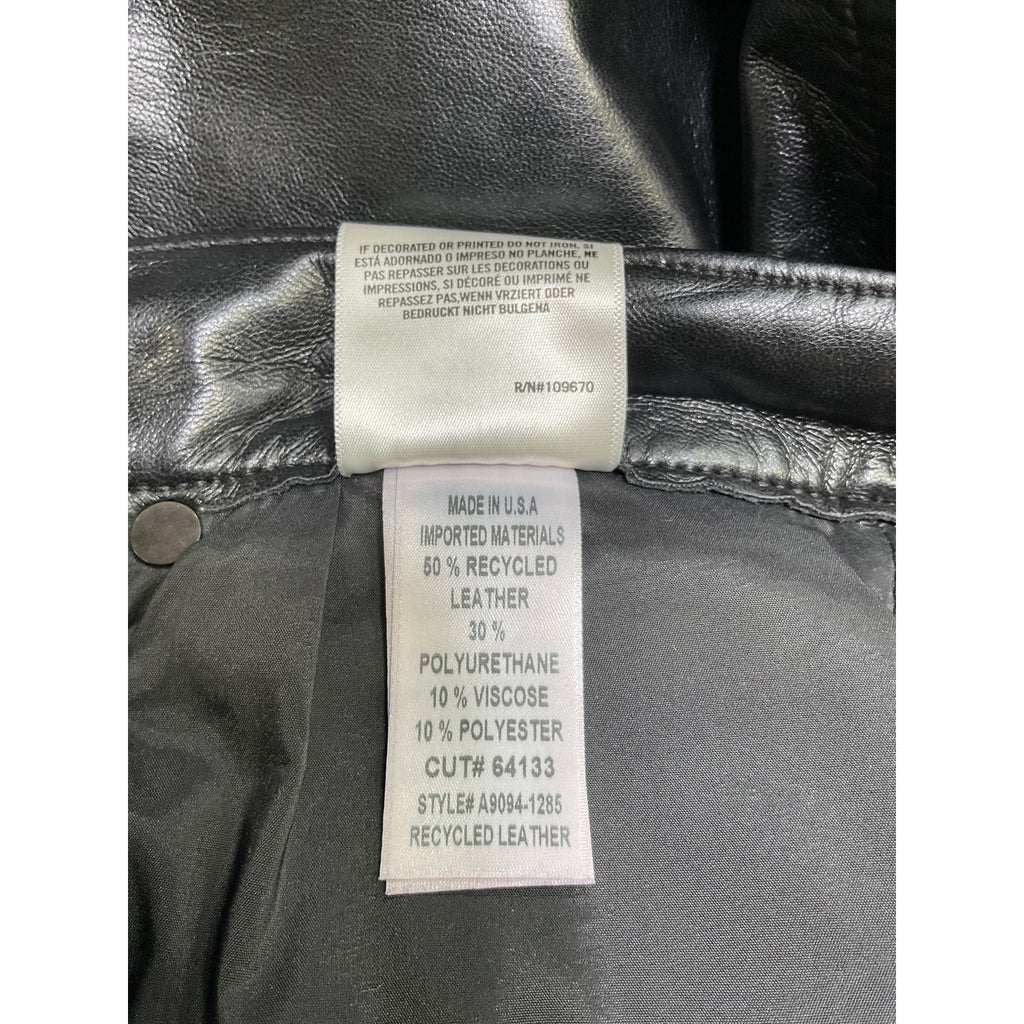 IF DECORATED OR PRINTED DO NOT IRON, SI
ESTÁ ADORNADO O IMPRESO NO PLANCHE, NE
PAS REPASSER SUR LES DECORATIONS OU
IMPRESSIONS, SI DÉCORÉ OU IMPRIMÉ NE
REPASSEZ PAS,WENN VRZIERT ODER
BEDRUCKT NICHT BULGENA
R/N#109670
MADE IN U.S.A
IMPORTED MATERIALS
50 % RECYCLED
LEATHER
30 %
POLYURETHANE
10 % VISCOSE
10 % POLYESTER
CUT# 64133
STYLE# A9094-1285
RECYCLED LEATHER